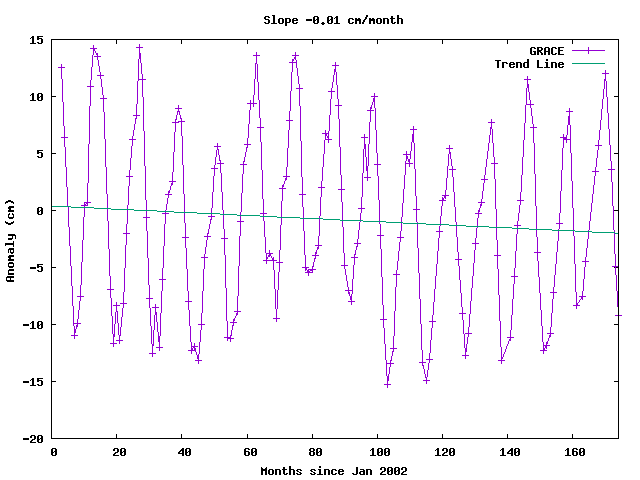 Slope -0.01 cm/month
GRACE
Trend Line
15
10
5
0
-5
-10
-15
-20
Anomaly (cm)
0 20 40 60 80 100 120 140 160
Months since Jan 2002